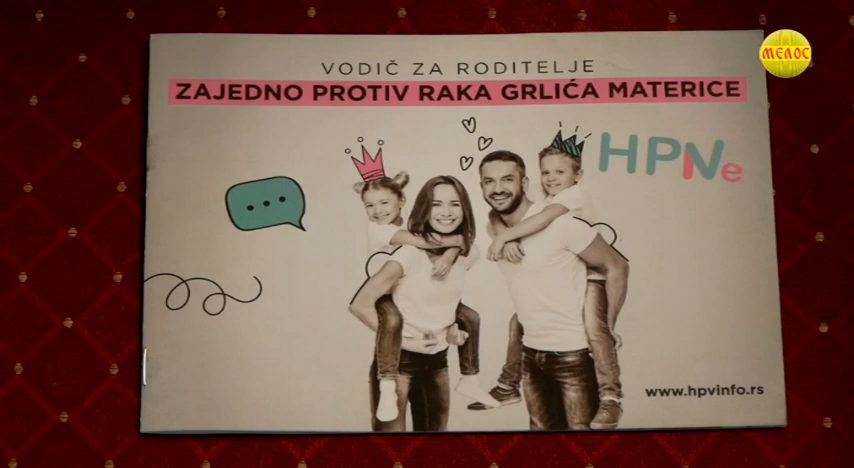 МЕЛОС
VODIČ ZA RODITELJE
ZAJEDNO PROTIV RAKA GRLIĆA MATERICE
HPNe
www.hpvinfo.rs